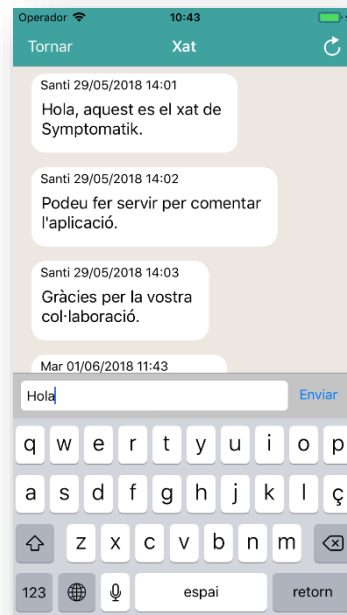 Operador 10:43
Tornar Xat
Santi 29/05/2018 14:01
Hola, aquest es el xat de
Symptomatik.
Santi 29/05/2018 14:02
Podeu fer servir per comentar
l'aplicació.
Santi 29/05/2018 14:03
Gràcies per la vostra
col·laboració.
Mar 01/06/2018 11:43
Hola Enviar
q w e r t y u i o p
a s d f g h j k l ç
z x c v b n m
123 espai retorn